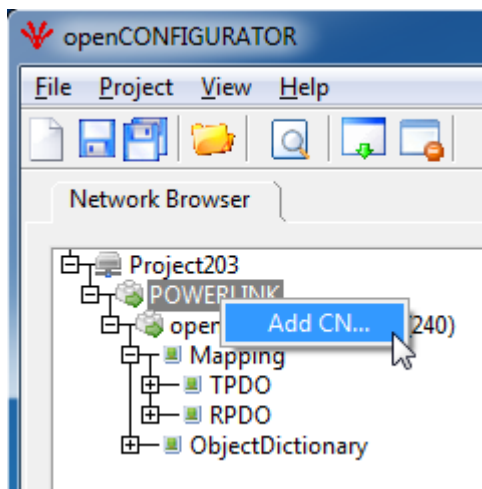 openCONFIGURATOR
File Project View Help
Network Browser
Project203
POWERLINK
Add CN...
open 240)
Mapping
TPDO
RPDO
ObjectDictionary